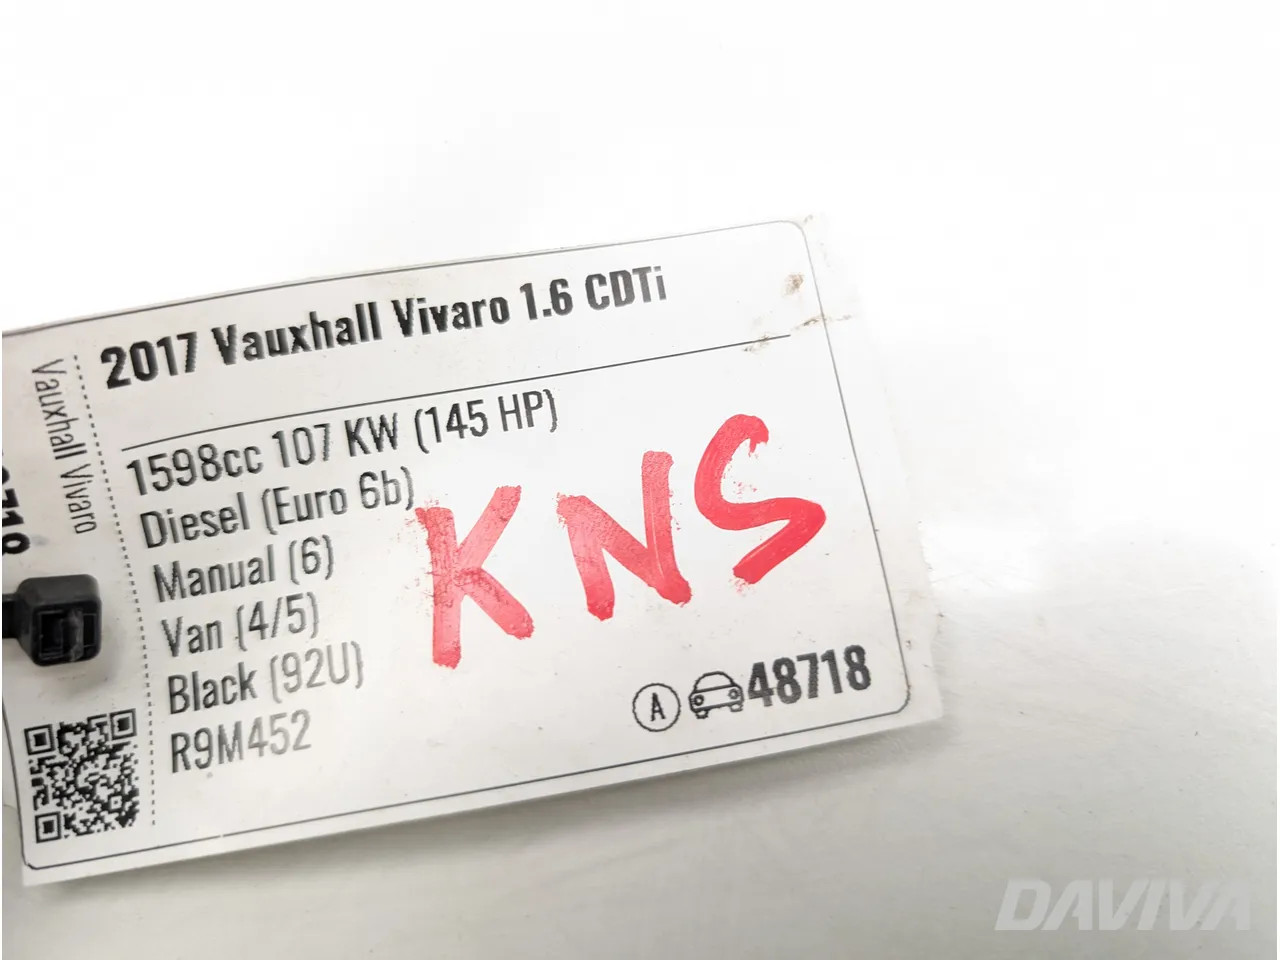 2017 Vauxhall Vivaro 1.6 CDTi
Vauxhall Vivaro
1598cc 107 KW (145 HP)
Diesel (Euro 6b)
Manual (6)
Van (4/5)
Black (92U)
R9M452
KNS
A 48718
DAVIVA